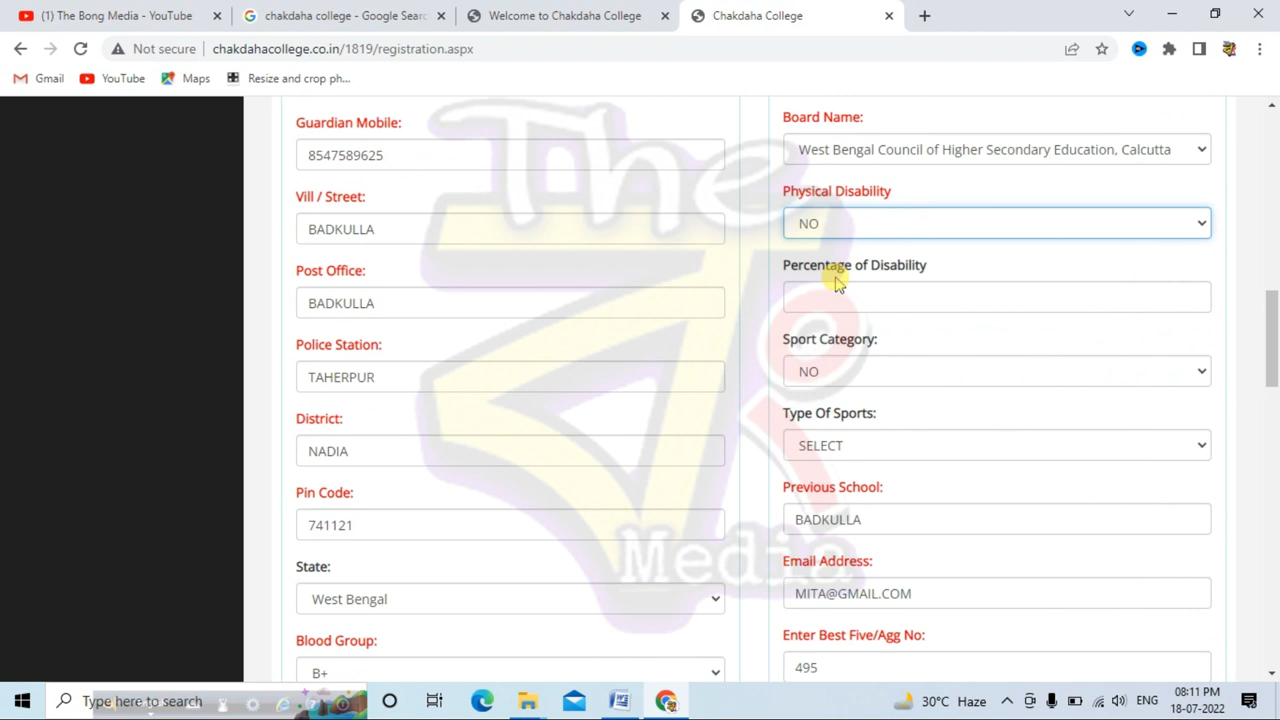 (1) The Bong Media - YouTube
chakdaha college - Google Searc
Welcome to Chakdaha College
Chakdaha College
Not secure
chakdahacollege.co.in/1819/registration.aspx
Gmail
YouTube
Maps
Resize and crop ph...
Guardian Mobile:
8547589625
Vill / Street:
BADKULLA
Post Office:
BADKULLA
Police Station:
TAHERPUR
District:
NADIA
Pin Code:
741121
State:
West Bengal
Blood Group:
B+
Board Name:
West Bengal Council of Higher Secondary Education, Calcutta
Physical Disability
NO
Percentage of Disability
Sport Category:
NO
Type Of Sports:
SELECT
Previous School:
BADKULLA
Email Address:
MITA@GMAIL.COM
Enter Best Five/Agg No:
495
The
Media
Type here to search
30°C Haze
ENG
08:11 PM
18-07-2022